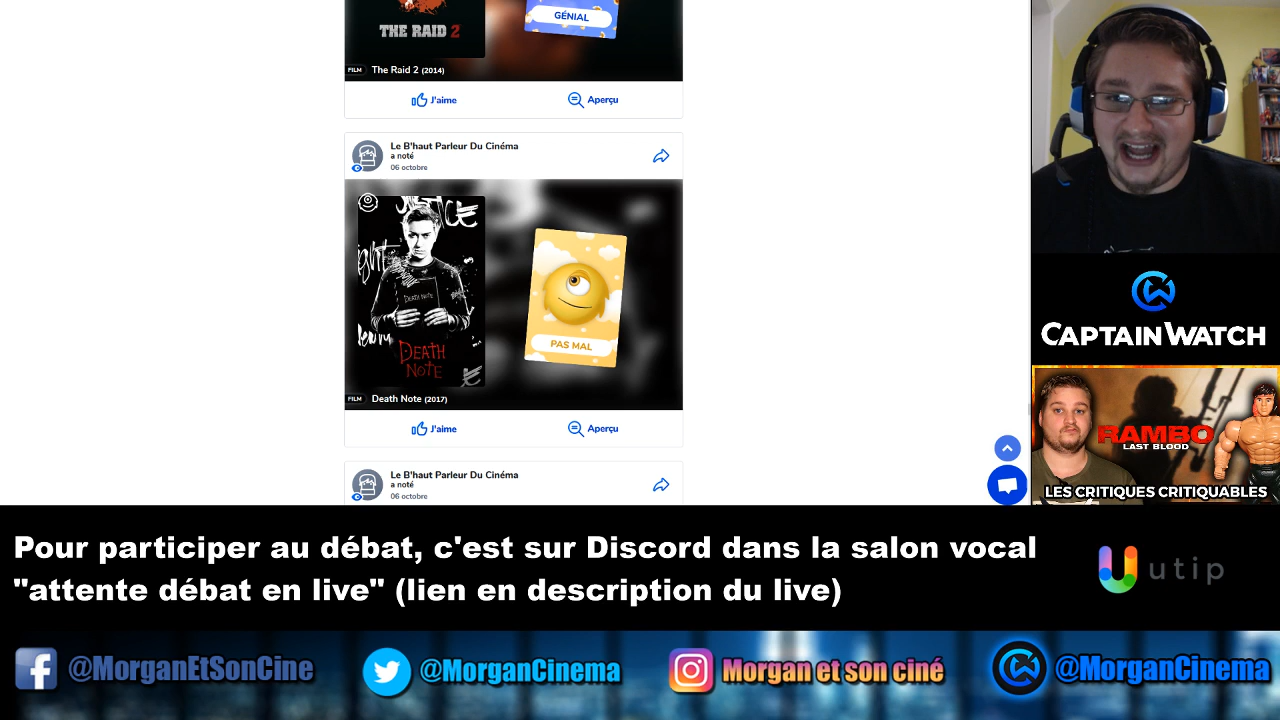 THE RAID 2
GÉNIAL
FILM The Raid 2 (2014)
J'aime Aperçu
Le B'haut Parleur Du Cinéma
a noté
06 octobre
JUSTICE
DEATH NOTE
DEATH
NOTE
PAS MAL
FILM Death Note (2017)
J'aime Aperçu
Le B'haut Parleur Du Cinéma
a noté
06 octobre
CAPTAINWATCH
RAMBO
LAST BLOOD
LES CRITIQUES CRITIQUABLES
Pour participer au débat, c'est sur Discord dans la salon vocal
"attente débat en live" (lien en description du live)
utip
@MorganEtSonCine @MorganCinema Morgan et son ciné @MorganCinema